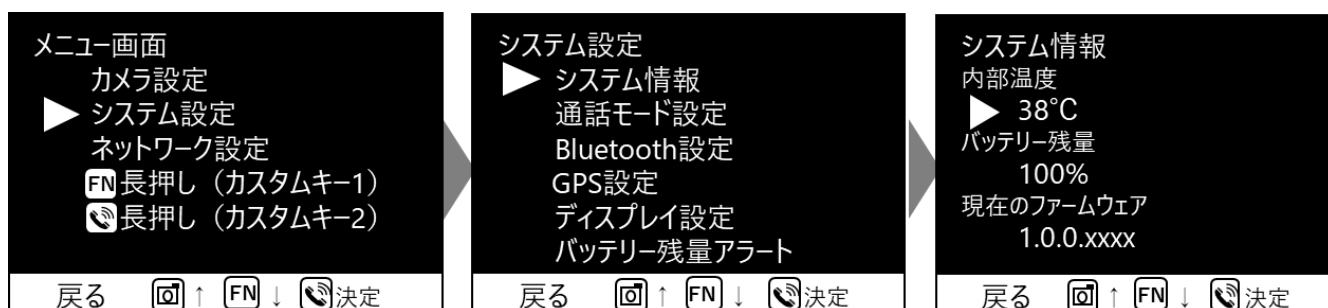 メニュー画面
カメラ設定
システム設定
ネットワーク設定
FN長押し（カスタムキー1）
長押し（カスタムキー2）
戻る ↑ FN ↓ 決定
システム設定
システム情報
通話モード設定
Bluetooth設定
GPS設定
ディスプレイ設定
バッテリー残量アラート
戻る ↑ FN ↓ 決定
システム情報
内部温度
38°C
バッテリー残量
100%
現在のファームウェア
1.0.0.xxxx
戻る ↑ FN ↓ 決定